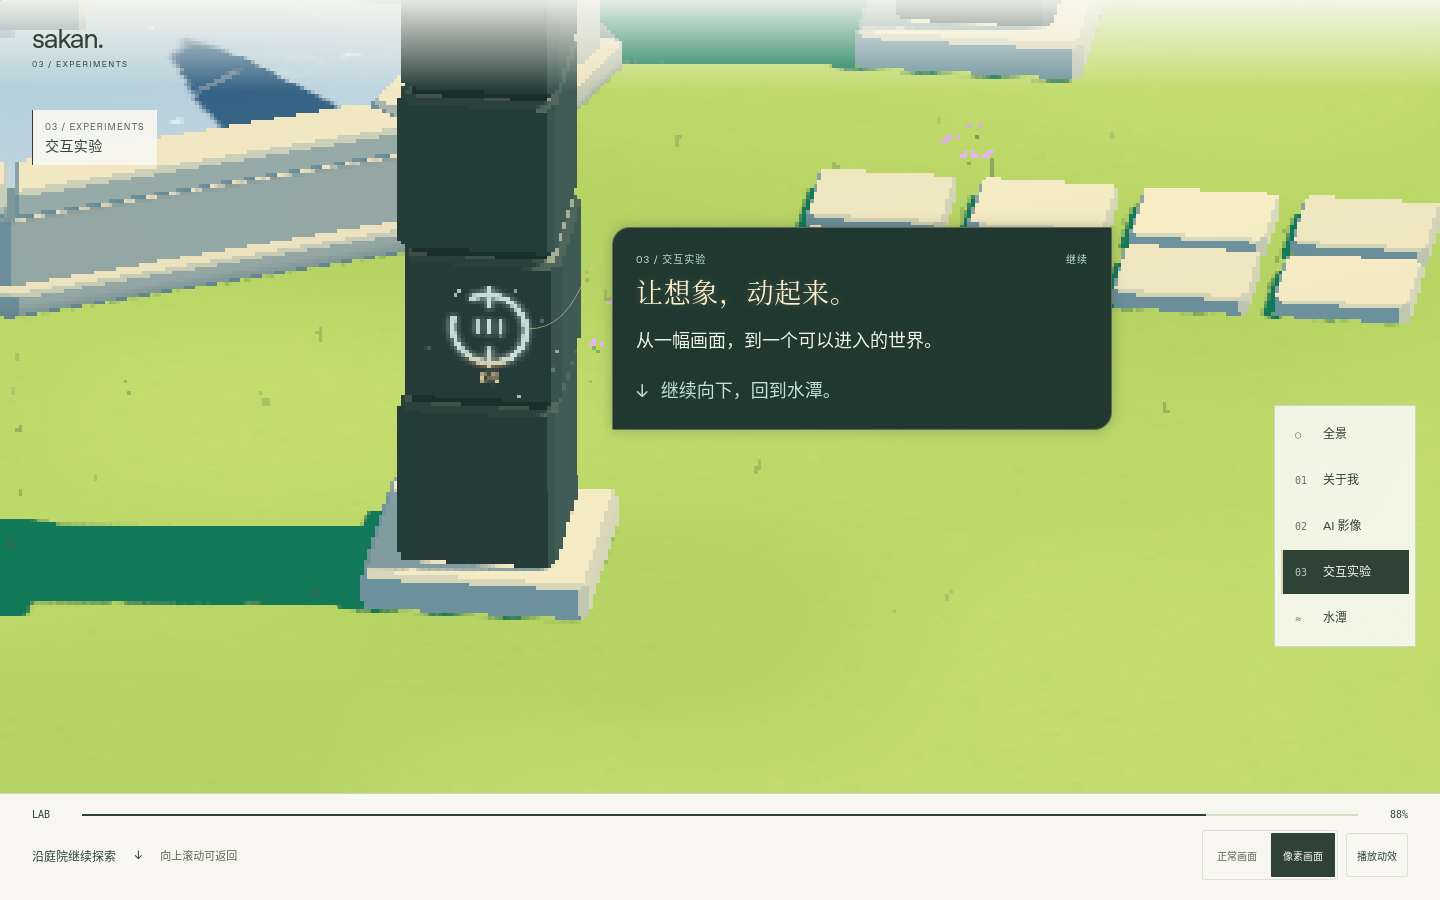 sakan.
03 / EXPERIMENTS
03 / EXPERIMENTS
交互实验
03 / 交互实验
继续
让想象，动起来。
从一幅画面，到一个可以进入的世界。
↓ 继续向下，回到水潭。
○ 全景
01 关于我
02 AI 影像
03 交互实验
≈ 水潭
LAB
88%
沿庭院继续探索 ↓ 向上滚动可返回
正常画面
像素画面
播放动效